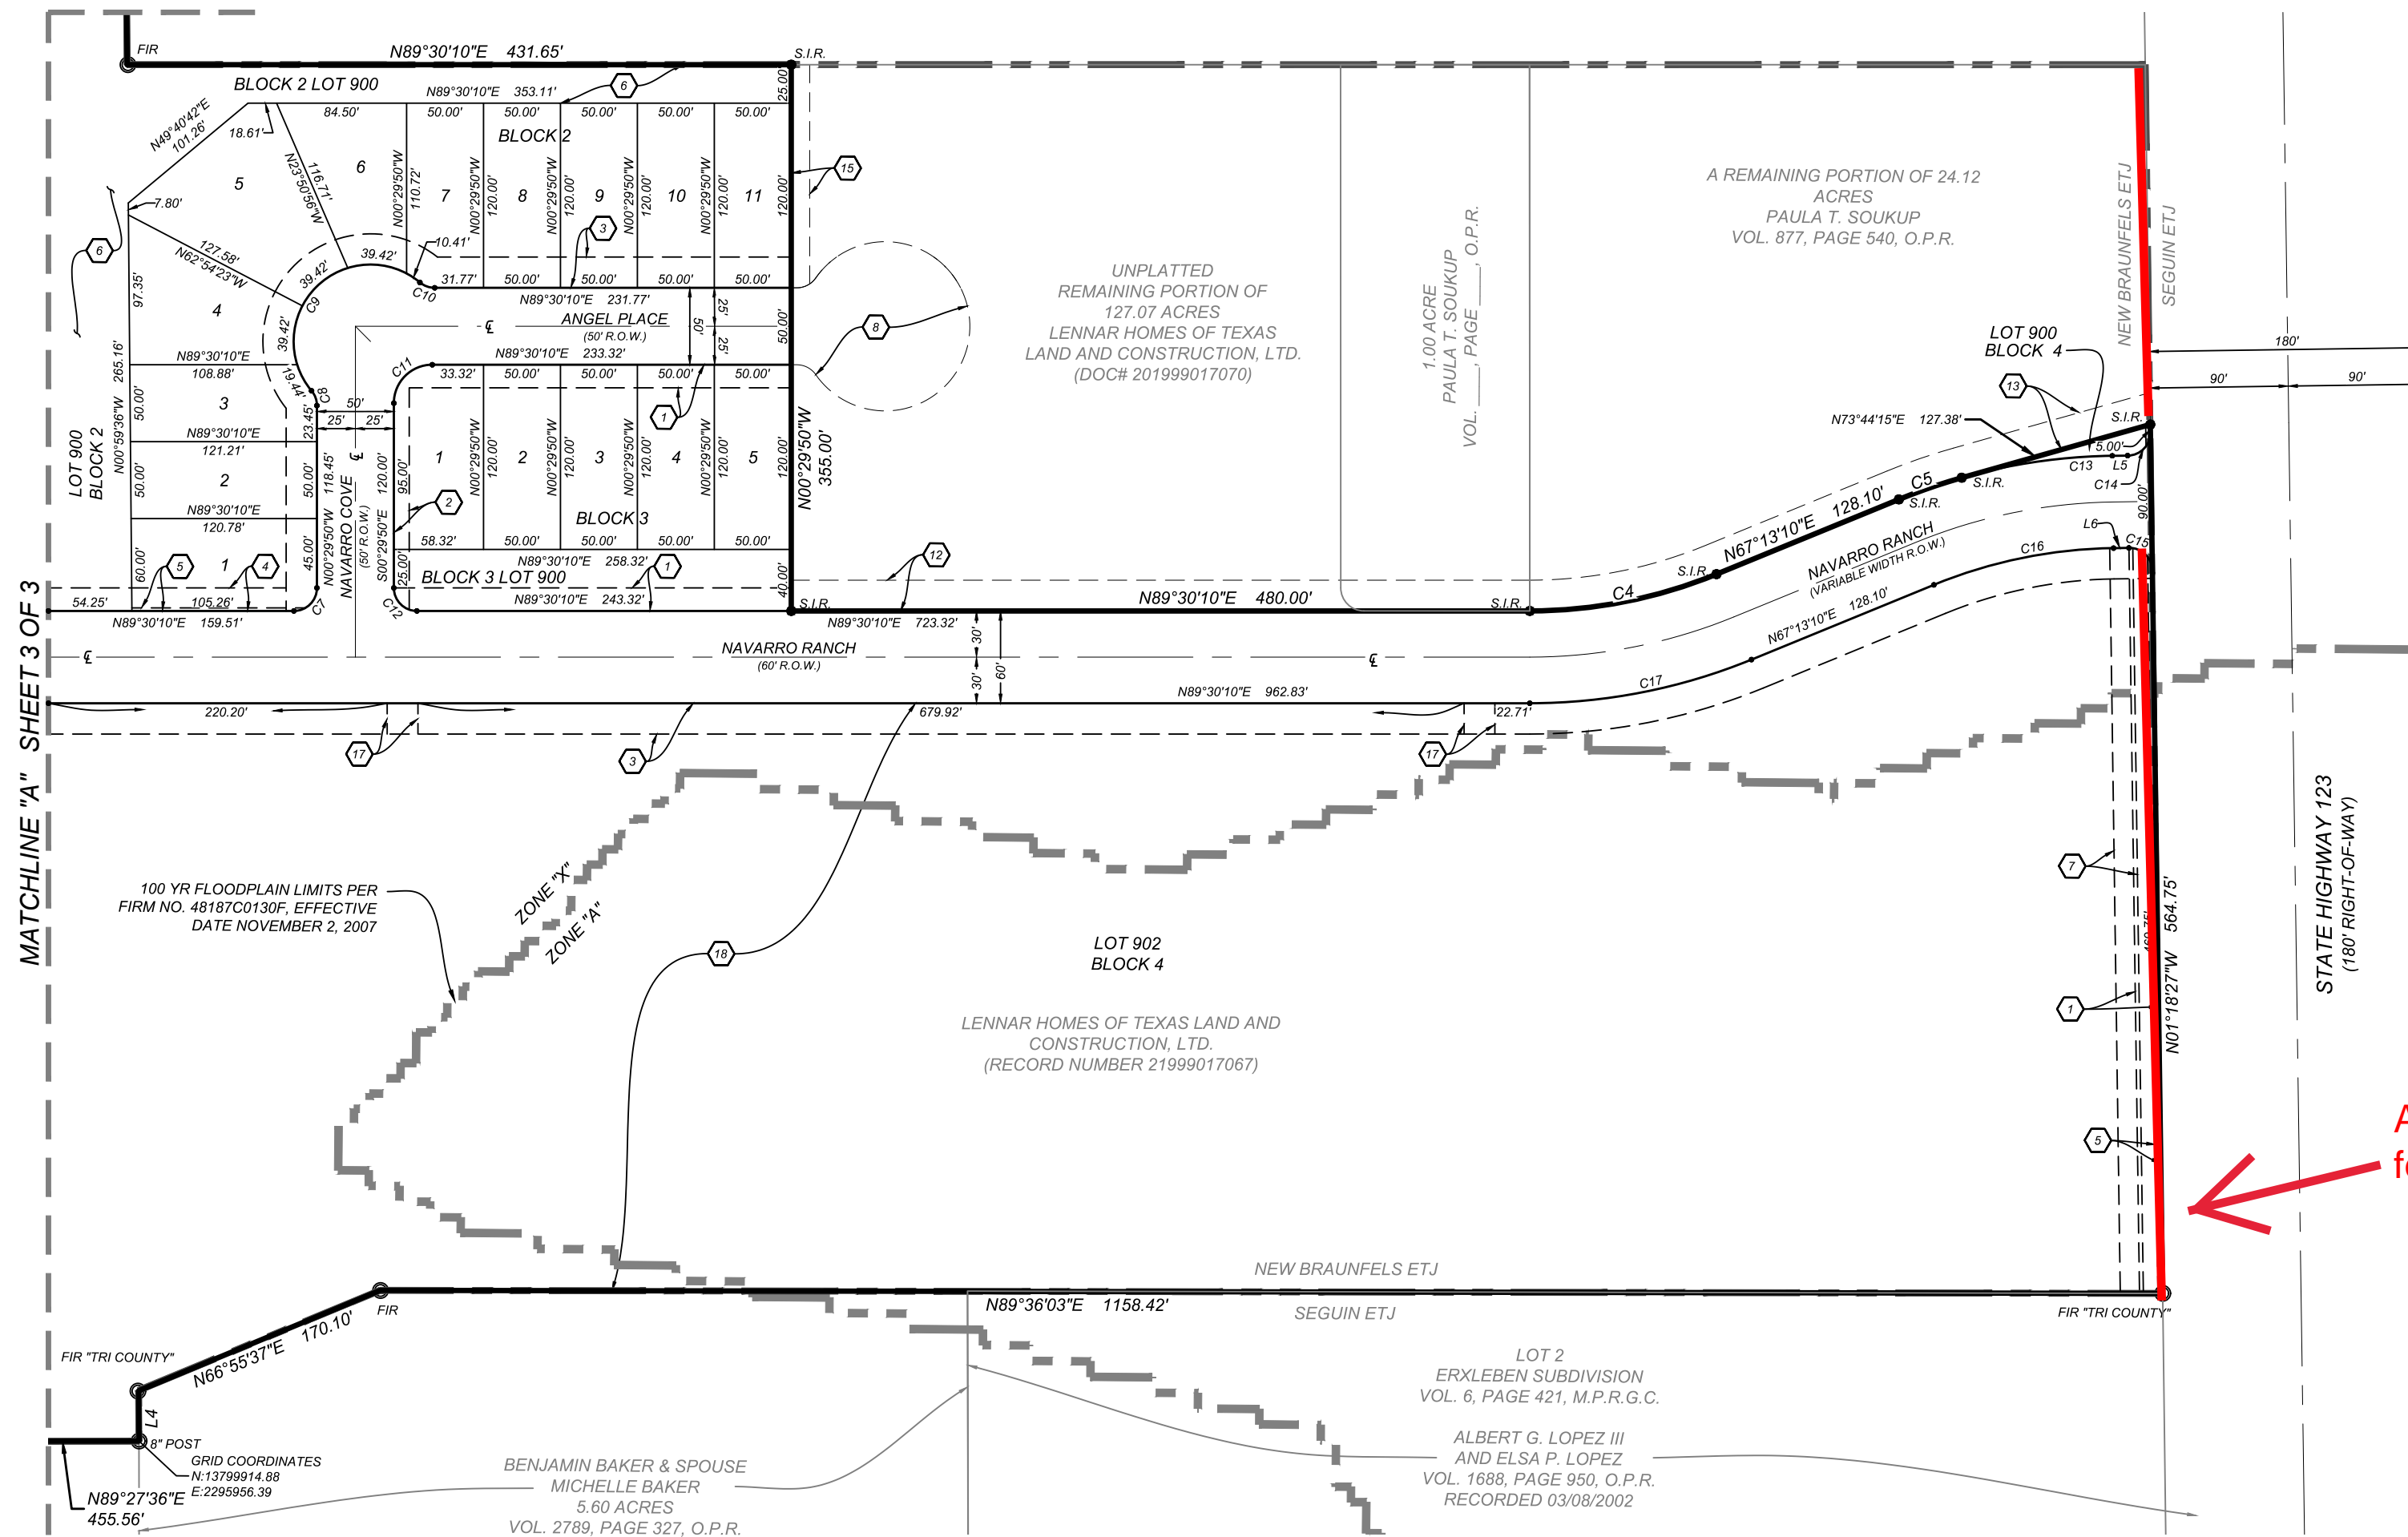 FIR
N89°30'10"E 431.65'
S.I.R.
BLOCK 2 LOT 900
6
N89°30'10"E 353.11'
25.00'
N49°40'42"E
101.26'
18.61'
84.50'
50.00'
50.00'
50.00'
50.00'
50.00'
BLOCK 2
5
6
7
8
9
10
11
N23°50'56"W
116.71'
N00°29'50"W
110.72'
N00°29'50"W
120.00'
N00°29'50"W
120.00'
N00°29'50"W
120.00'
N00°29'50"W
120.00'
120.00'
15
7.80'
6
127.58'
N62°54'23"W
97.35'
3
10.41'
39.42'
39.42'
39.42'
19.44'
C9
C10
C8
31.77'
50.00'
50.00'
50.00'
50.00'
N89°30'10"E 231.77'
ANGEL PLACE
(50' R.O.W.)
50'
25'
25'
50.00'
8
N89°30'10"E 233.32'
4
N89°30'10"E
108.88'
C11
33.32'
50.00'
50.00'
50.00'
50.00'
1
3
50'
25'
25'
23.45'
N89°30'10"E
121.21'
2
N89°30'10"E
120.78'
1
N00°59'36"W 265.16'
50.00'
50.00'
60.00'
LOT 900
BLOCK 2
50.00'
45.00'
N00°29'50"W 118.45'
NAVARRO COVE
(50' R.O.W.)
S00°29'50"E 120.00'
95.00'
25.00'
2
1
2
3
4
5
N00°29'50"W
120.00'
N00°29'50"W
120.00'
N00°29'50"W
120.00'
N00°29'50"W
120.00'
120.00'
N00°29'50"W
355.00'
BLOCK 3
58.32'
50.00'
50.00'
50.00'
50.00'
N89°30'10"E 258.32'
BLOCK 3 LOT 900
1
40.00'
5
4
54.25'
105.26'
N89°30'10"E 159.51'
C7
C12
N89°30'10"E 243.32'
S.I.R.
N89°30'10"E 723.32'
12
N89°30'10"E 480.00'
S.I.R.
NAVARRO RANCH
(60' R.O.W.)
30'
30'
60'
N89°30'10"E 962.83'
220.20'
679.92'
22.71'
17
3
17
UNPLATTED
REMAINING PORTION OF
127.07 ACRES
LENNAR HOMES OF TEXAS
LAND AND CONSTRUCTION, LTD.
(DOC# 201999017070)
1.00 ACRE
PAULA T. SOUKUP
VOL. ____, PAGE ____, O.P.R.
A REMAINING PORTION OF 24.12
ACRES
PAULA T. SOUKUP
VOL. 877, PAGE 540, O.P.R.
NEW BRAUNFELS ETJ
SEGUIN ETJ
LOT 900
BLOCK 4
13
180'
90'
90'
N73°44'15"E 127.38'
S.I.R.
5.00'
C13
L5
C14
C5
S.I.R.
S.I.R.
90.00'
N67°13'10"E 128.10'
S.I.R.
C4
NAVARRO RANCH
(VARIABLE WIDTH R.O.W.)
L6
C15
C16
N67°13'10"E 128.10'
C17
MATCHLINE "A" SHEET 3 OF 3
100 YR FLOODPLAIN LIMITS PER
FIRM NO. 48187C0130F, EFFECTIVE
DATE NOVEMBER 2, 2007
ZONE "X"
ZONE "A"
18
LOT 902
BLOCK 4
LENNAR HOMES OF TEXAS LAND AND
CONSTRUCTION, LTD.
(RECORD NUMBER 21999017067)
7
1
5
N01°18'27"W 564.75'
STATE HIGHWAY 123
(180' RIGHT-OF-WAY)
NEW BRAUNFELS ETJ
N89°36'03"E 1158.42'
SEGUIN ETJ
FIR "TRI COUNTY"
FIR
N66°55'37"E 170.10'
FIR "TRI COUNTY"
L4
8" POST
GRID COORDINATES
N:13799914.88
E:2295956.39
N89°27'36"E
455.56'
BENJAMIN BAKER & SPOUSE
MICHELLE BAKER
5.60 ACRES
VOL. 2789, PAGE 327, O.P.R.
LOT 2
ERXLEBEN SUBDIVISION
VOL. 6, PAGE 421, M.P.R.G.C.
ALBERT G. LOPEZ III
AND ELSA P. LOPEZ
VOL. 1688, PAGE 950, O.P.R.
RECORDED 03/08/2002